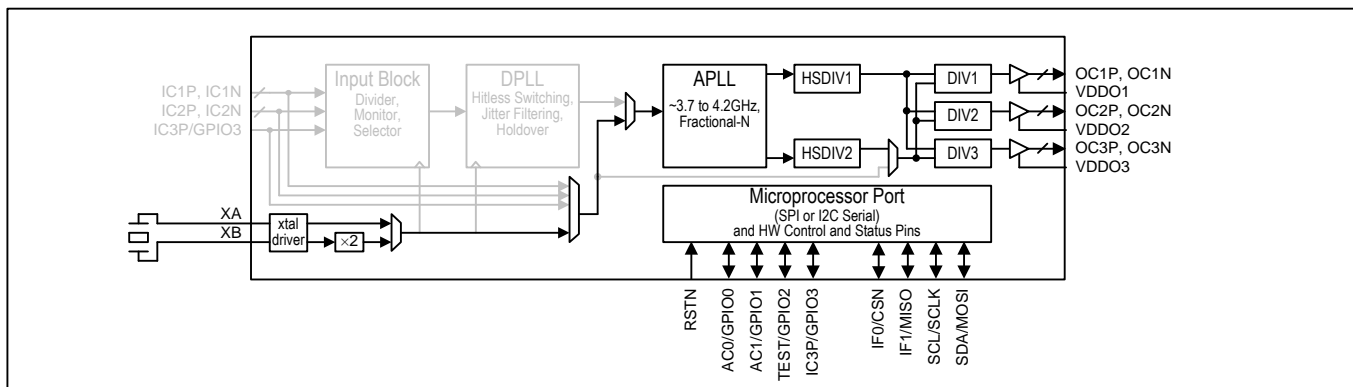 IC1P, IC1N
IC2P, IC2N
IC3P/GPIO3
Input Block
Divider,
Monitor,
Selector
DPLL
Hitless Switching,
Jitter Filtering,
Holdover
APLL
~3.7 to 4.2GHz,
Fractional-N
HSDIV1
HSDIV2
DIV1
DIV2
DIV3
OC1P, OC1N
VDDO1
OC2P, OC2N
VDDO2
OC3P, OC3N
VDDO3
XA
XB
xtal
driver
×2
Microprocessor Port
(SPI or I2C Serial)
and HW Control and Status Pins
RSTN
AC0/GPIO0
AC1/GPIO1
TEST/GPIO2
IC3P/GPIO3
IF0/CSN
IF1/MISO
SCL/SCLK
SDA/MOSI